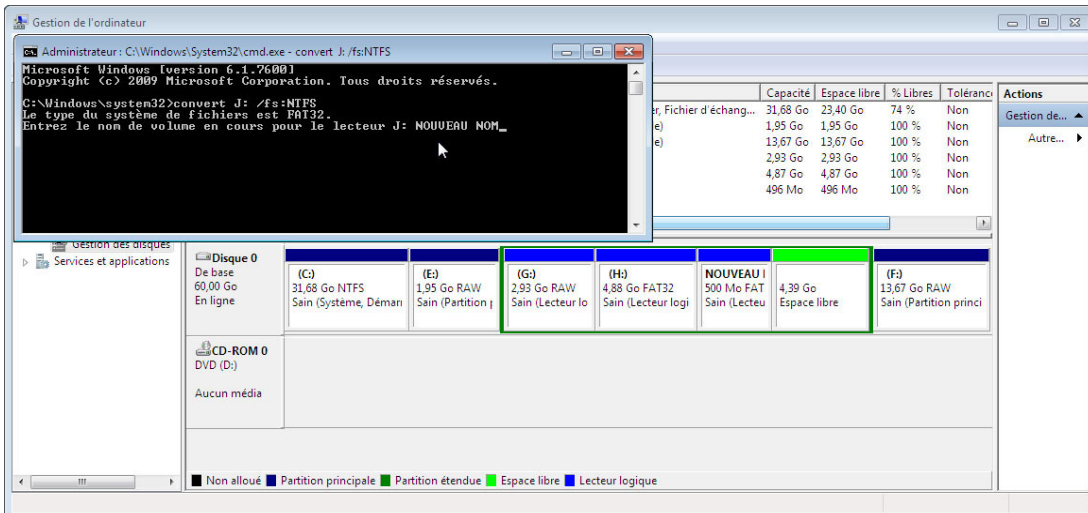 Gestion de l'ordinateur
Administrateur : C:\Windows\System32\cmd.exe - convert J: /fs:NTFS
Microsoft Windows [version 6.1.7600]
Copyright (c) 2009 Microsoft Corporation. Tous droits réservés.
C:\Windows\system32>convert J: /fs:NTFS
Le type du système de fichiers est FAT32.
Entrez le nom de volume en cours pour le lecteur J: NOUVEAU NOM_
Capacité Espace libre % Libres Toléranc Actions
er, Fichier d'échang... 31,68 Go 23,40 Go 74 % Non Gestion de...
e) 1,95 Go 1,95 Go 100 % Non Autre...
e) 13,67 Go 13,67 Go 100 % Non
2,93 Go 2,93 Go 100 % Non
4,87 Go 4,87 Go 100 % Non
496 Mo 496 Mo 100 % Non
Gestion des disques
Services et applications
Disque 0
De base
60,00 Go
En ligne
(C:)
31,68 Go NTFS
Sain (Système, Démarr
(E:)
1,95 Go RAW
Sain (Partition p
(G:)
2,93 Go RAW
Sain (Lecteur lo
(H:)
4,88 Go FAT32
Sain (Lecteur logi
NOUVEAU
500 Mo FAT
Sain (Lecteu
4,39 Go
Espace libre
(F:)
13,67 Go RAW
Sain (Partition princi
CD-ROM 0
DVD (D:)
Aucun média
Non alloué Partition principale Partition étendue Espace libre Lecteur logique